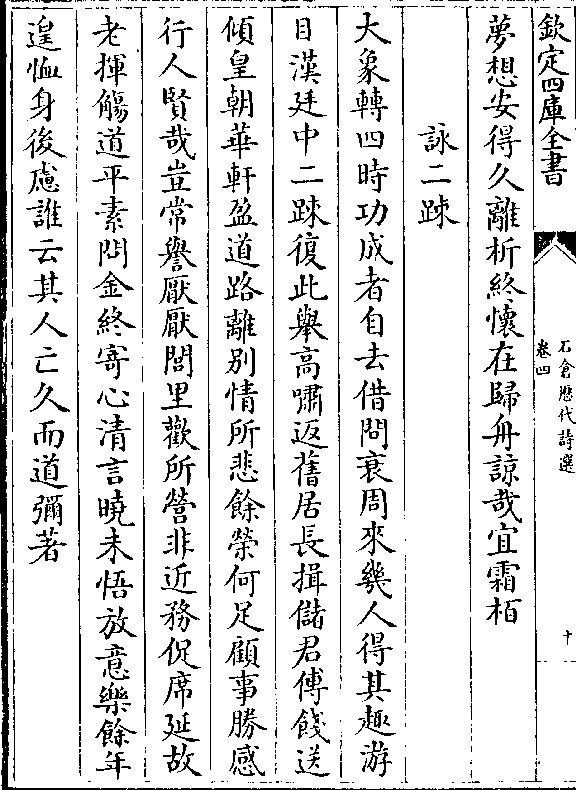 欽定四庫全書
石倉歷代詩選
卷四
十
夢想安得久離析終懷在歸舟諒哉宜霜栢
詠二踈
大象轉四時功成者自去借問衰周來幾人得其趣游
目漢廷中二踈復此舉高嘯返舊居長揖儲君傅餞送
傾皇朝華軒盈道路離別情所悲餘榮何足顧事勝感
行人賢哉豈常譽厭厭閭里歡所營非近務促席延故
老揮觴道平素問金終寄心清言曉未悟放意樂餘年
遑恤身後慮誰云其人亡久而道彌著